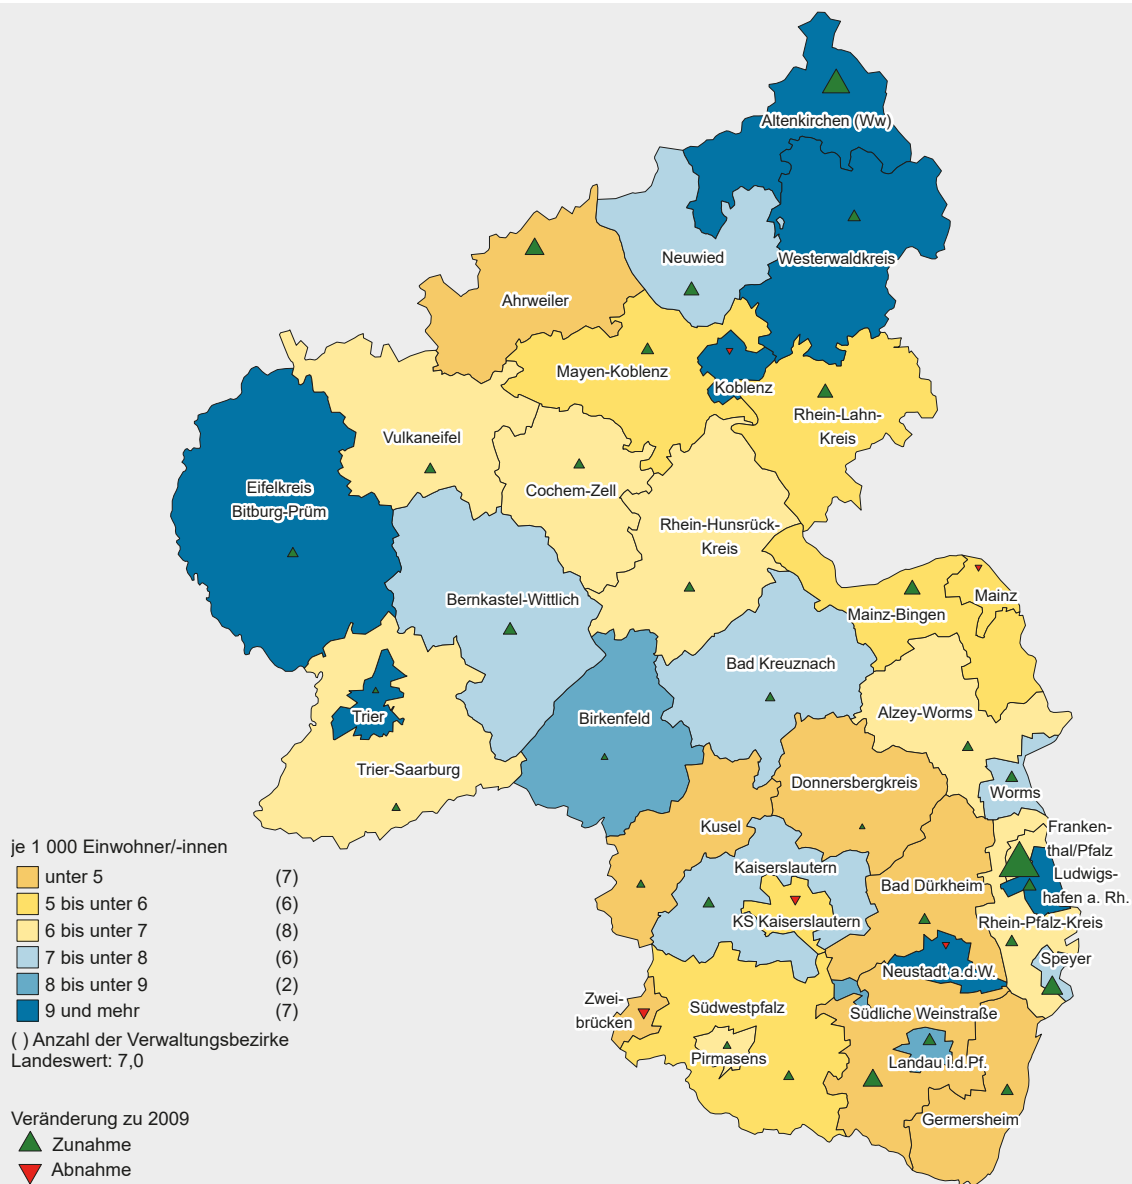 Altenkirchen (Ww)
Neuwied
Westerwaldkreis
Ahrweiler
Mayen-Koblenz
Koblenz
Rhein-Lahn-
Kreis
Vulkaneifel
Cochem-Zell
Eifelkreis
Bitburg-Prüm
Rhein-Hunsrück-
Kreis
Bernkastel-Wittlich
Mainz
Mainz-Bingen
Bad Kreuznach
Alzey-Worms
Birkenfeld
Trier
Trier-Saarburg
Donnersbergkreis
Worms
Kusel
Franken-
thal/Pfalz
Ludwigs-
hafen a. Rh.
Kaiserslautern
Bad Dürkheim
KS Kaiserslautern
Rhein-Pfalz-Kreis
Speyer
Neustadt a.d.W.
Zwei-
brücken
Südwestpfalz
Südliche Weinstraße
Pirmasens
Landau i.d.Pf.
Germersheim
je 1 000 Einwohner/-innen
unter 5 (7)
5 bis unter 6 (6)
6 bis unter 7 (8)
7 bis unter 8 (6)
8 bis unter 9 (2)
9 und mehr (7)
( ) Anzahl der Verwaltungsbezirke
Landeswert: 7,0
Veränderung zu 2009
Zunahme
Abnahme